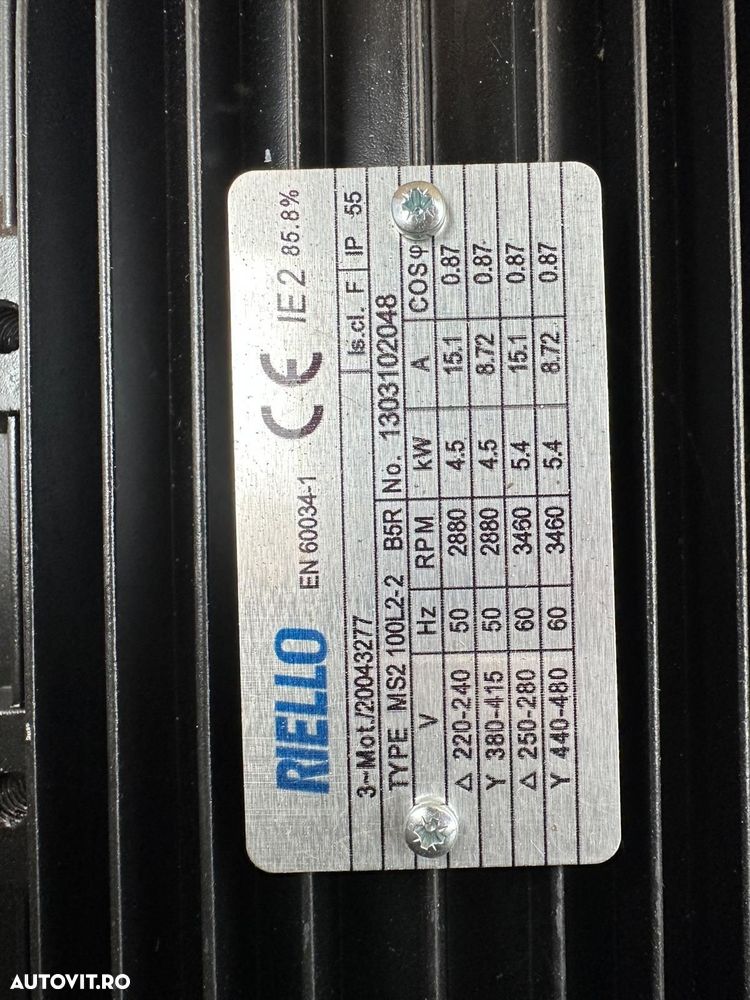 RIELLO EN 60034-1 CE IE2 85.8%
3~Mot./20043277 Is.cl. F IP 55
TYPE MS2 100L2-2 B5R No. 1303102048
V Hz RPM kW A COSφ
Δ 220-240 50 2880 4.5 15.1 0.87
Y 380-415 50 2880 4.5 8.72 0.87
Δ 250-280 60 3460 5.4 15.1 0.87
Y 440-480 60 3460 5.4 8.72 0.87
AUTOVIT.RO